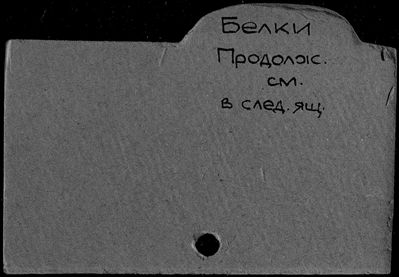 Белки
Продолж.
см.
в след. ящ.